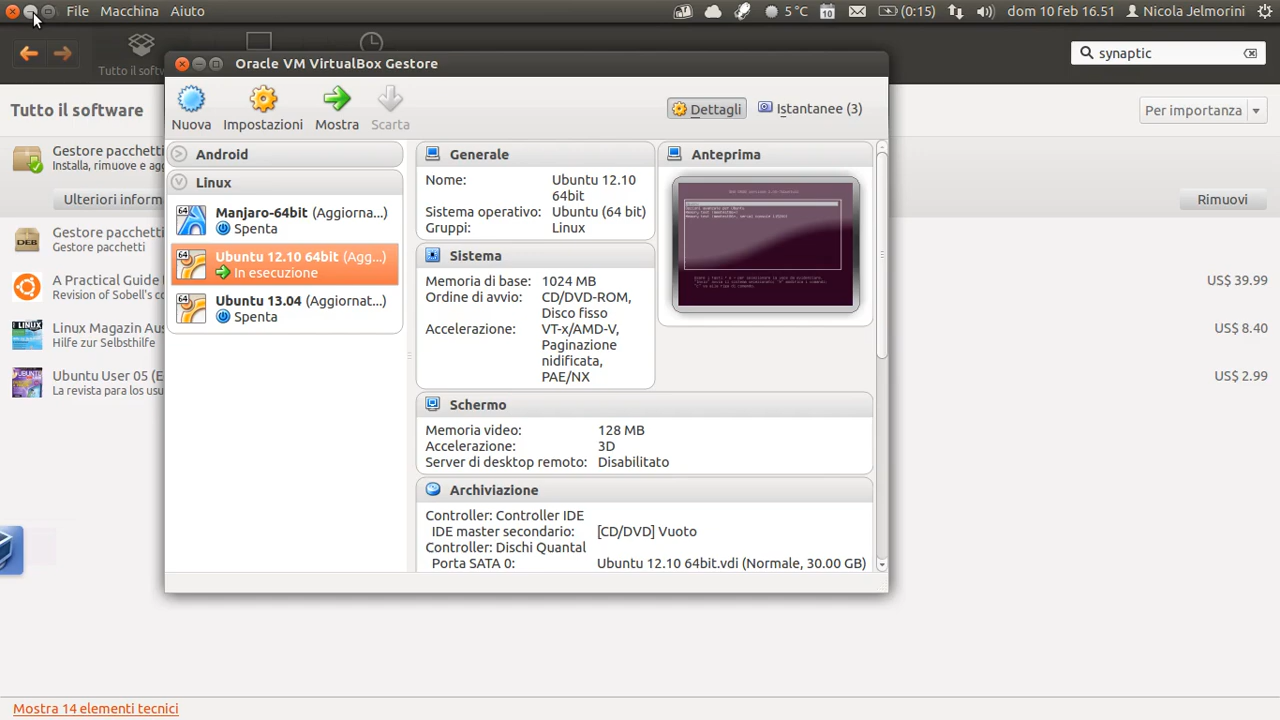 File Macchina Aiuto
5 °C 10 (0:15) dom 10 feb 16.51 Nicola Jelmorini
synaptic
Tutto il softw
Tutto il software
Per importanza
Gestore pacchetti
Installa, rimuove e agg
Ulteriori inform
Rimuovi
Gestore pacchetti
Gestore pacchetti
A Practical Guide
Revision of Sobell's co
US$ 39.99
Linux Magazin Aus
Hilfe zur Selbsthilfe
US$ 8.40
Ubuntu User 05 (E
La revista para los usu
US$ 2.99
Mostra 14 elementi tecnici
Oracle VM VirtualBox Gestore
Nuova Impostazioni Mostra Scarta
Dettagli Istantanee (3)
Android
Linux
64 Manjaro-64bit (Aggiorna...)
Spenta
64 Ubuntu 12.10 64bit (Agg...)
In esecuzione
64 Ubuntu 13.04 (Aggiornat...)
Spenta
Generale
Nome: Ubuntu 12.10
64bit
Sistema operativo: Ubuntu (64 bit)
Gruppi: Linux
Sistema
Memoria di base: 1024 MB
Ordine di avvio: CD/DVD-ROM,
Disco fisso
Accelerazione: VT-x/AMD-V,
Paginazione
nidificata,
PAE/NX
Anteprima
Schermo
Memoria video: 128 MB
Accelerazione: 3D
Server di desktop remoto: Disabilitato
Archiviazione
Controller: Controller IDE
IDE master secondario: [CD/DVD] Vuoto
Controller: Dischi Quantal
Porta SATA 0: Ubuntu 12.10 64bit.vdi (Normale, 30.00 GB)